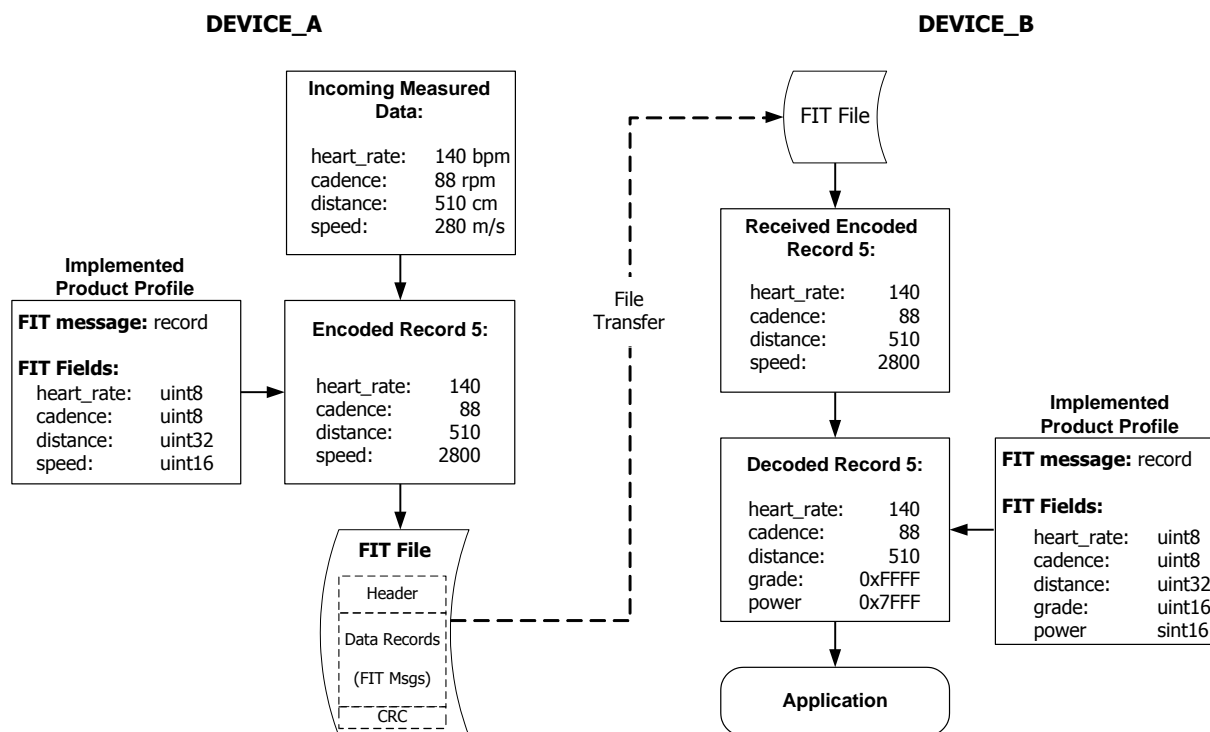 DEVICE_A
Incoming Measured
Data:
heart_rate: 140 bpm
cadence: 88 rpm
distance: 510 cm
speed: 280 m/s
Implemented
Product Profile
FIT message: record
FIT Fields:
heart_rate: uint8
cadence: uint8
distance: uint32
speed: uint16
Encoded Record 5:
heart_rate: 140
cadence: 88
distance: 510
speed: 2800
FIT File
Header
Data Records
(FIT Msgs)
CRC
File
Transfer
DEVICE_B
FIT File
Received Encoded
Record 5:
heart_rate: 140
cadence: 88
distance: 510
speed: 2800
Decoded Record 5:
heart_rate: 140
cadence: 88
distance: 510
grade: 0xFFFF
power 0x7FFF
Implemented
Product Profile
FIT message: record
FIT Fields:
heart_rate: uint8
cadence: uint8
distance: uint32
grade: uint16
power sint16
Application